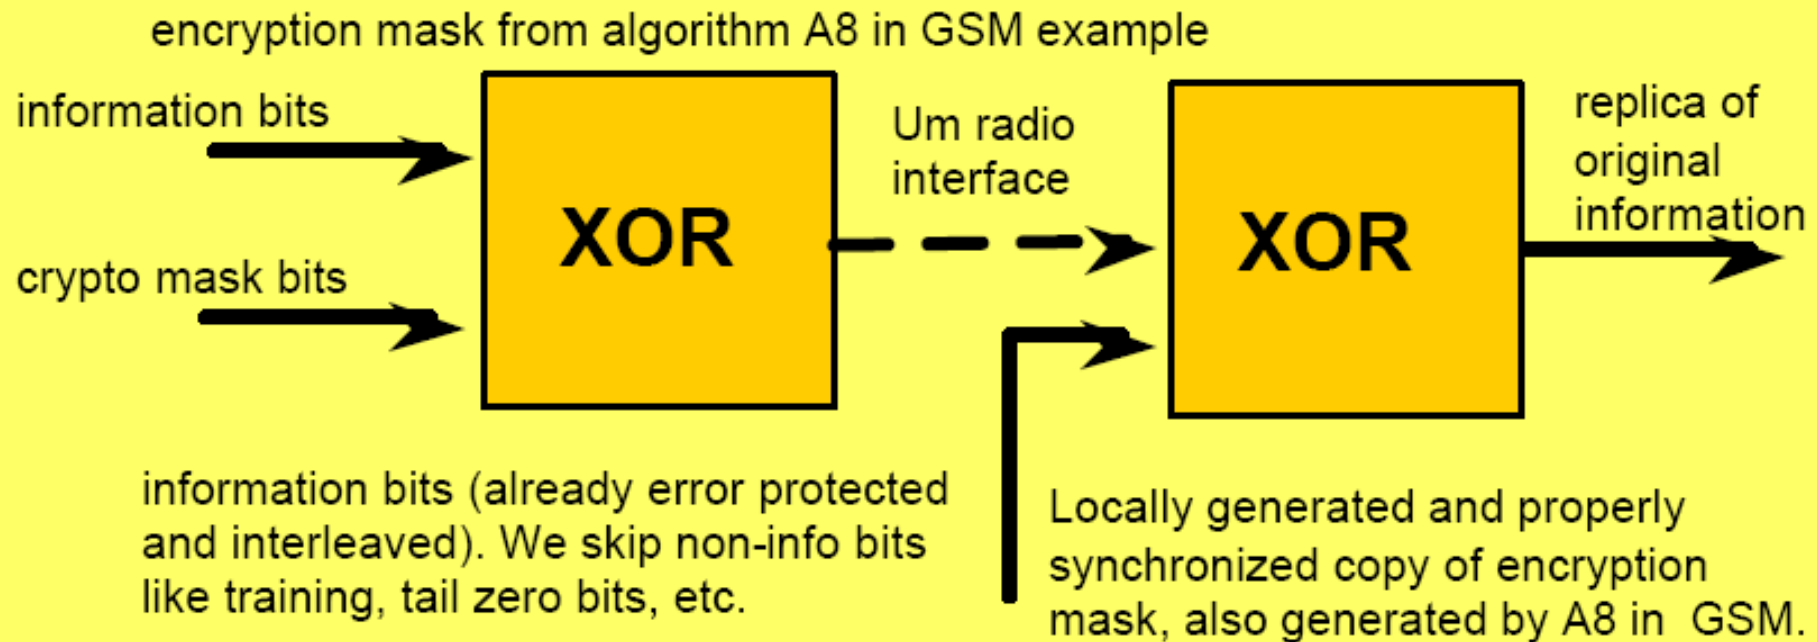 encryption mask from algorithm A8 in GSM example
information bits
crypto mask bits
XOR
Um radio
interface
XOR
replica of
original
information
information bits (already error protected
and interleaved). We skip non-info bits
like training, tail zero bits, etc.
Locally generated and properly
synchronized copy of encryption
mask, also generated by A8 in GSM.